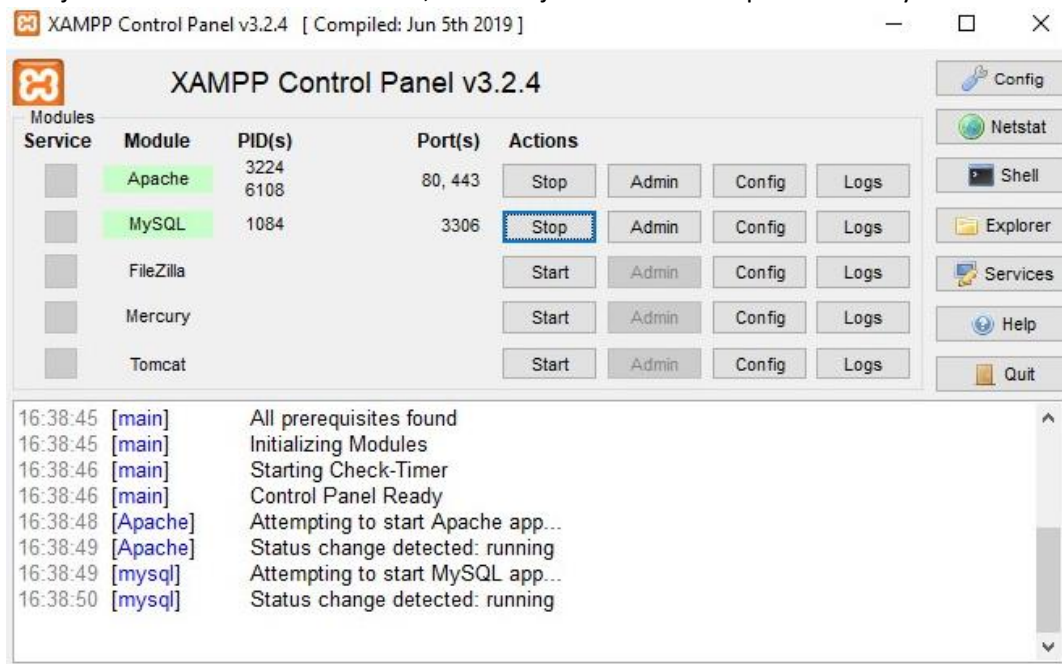 XAMPP Control Panel v3.2.4 [ Compiled: Jun 5th 2019 ]
XAMPP Control Panel v3.2.4
Config
Modules
Service Module PID(s) Port(s) Actions
Netstat
Apache 3224 6108 80, 443 Stop Admin Config Logs
Shell
MySQL 1084 3306 Stop Admin Config Logs
Explorer
FileZilla Start Admin Config Logs
Services
Mercury Start Admin Config Logs
Help
Tomcat Start Admin Config Logs
Quit
16:38:45 [main] All prerequisites found
16:38:45 [main] Initializing Modules
16:38:46 [main] Starting Check-Timer
16:38:46 [main] Control Panel Ready
16:38:48 [Apache] Attempting to start Apache app...
16:38:49 [Apache] Status change detected: running
16:38:49 [mysql] Attempting to start MySQL app...
16:38:50 [mysql] Status change detected: running